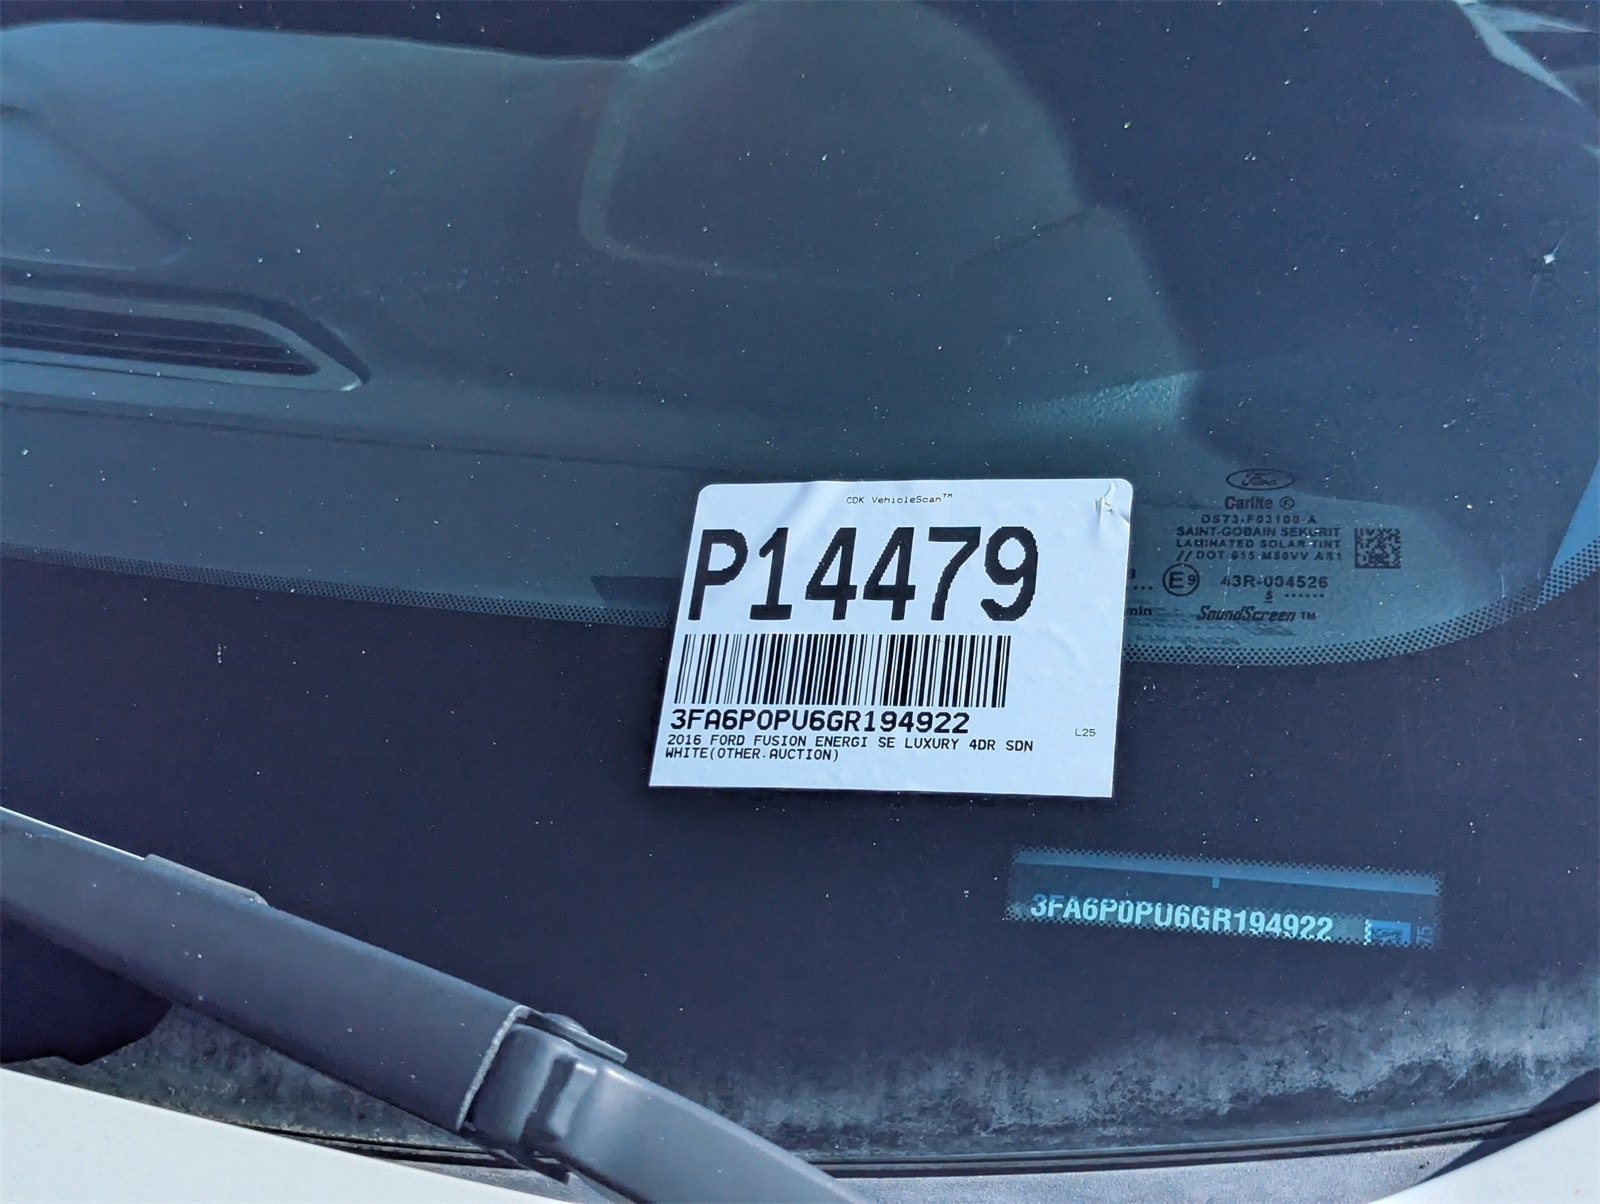 CDK VehicleScan™
P14479
3FA6P0PU6GR194922
2016 FORD FUSION ENERGI SE LUXURY 4DR SDN
WHITE(OTHER.AUCTION)
L25
Ford
Carlite ®
DS73-F03100-A
SAINT-GOBAIN SEKURIT
LAMINATED SOLAR TINT
// DOT 615 M50VV AS1
E9 43R-004526
SoundScreen™
3FA6P0PU6GR194922